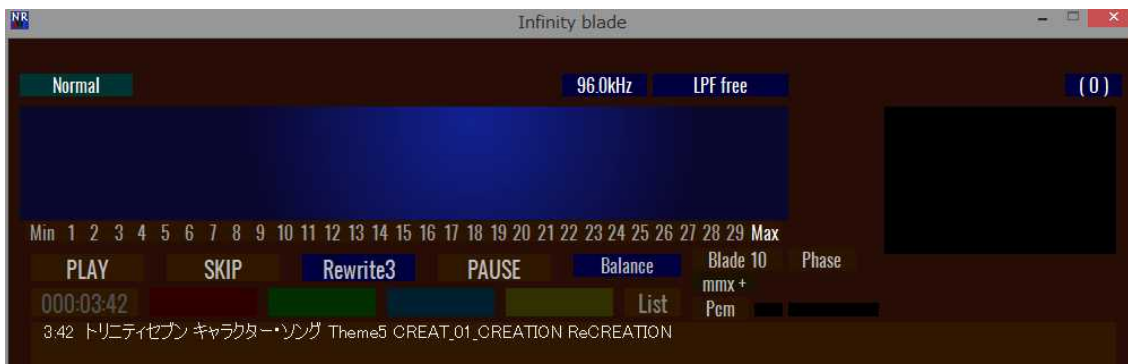 NR
Infinity blade
Normal 96.0kHz LPF free ( 0 )
Min 1 2 3 4 5 6 7 8 9 10 11 12 13 14 15 16 17 18 19 20 21 22 23 24 25 26 27 28 29 Max
PLAY SKIP Rewrite3 PAUSE Balance Blade 10 Phase
mmx +
000:03:42 List Pcm
3:42 トリニティセブン キャラクター・ソング Theme5 CREAT_01_CREATION ReCREATION